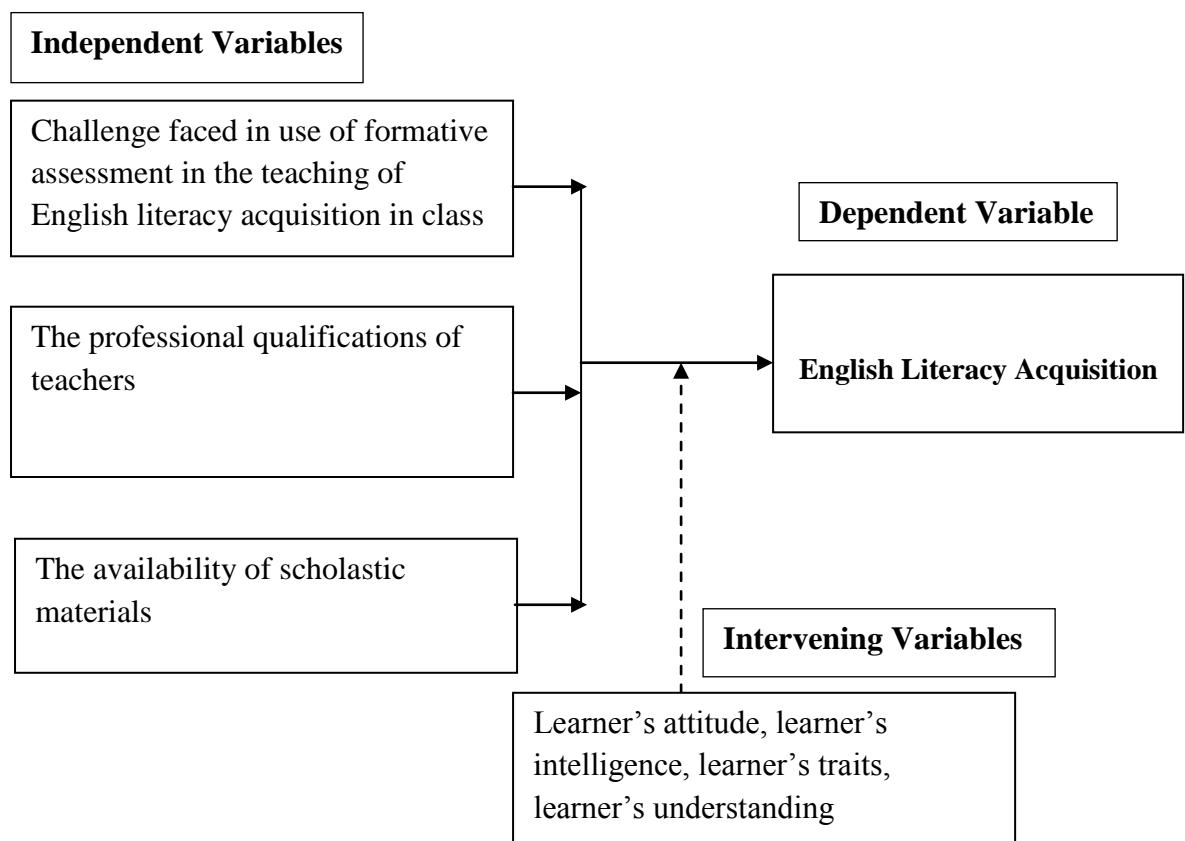 Independent Variables
Challenge faced in use of formative
assessment in the teaching of
English literacy acquisition in class
The professional qualifications of
teachers
The availability of scholastic
materials
Dependent Variable
English Literacy Acquisition
Intervening Variables
Learner’s attitude, learner’s
intelligence, learner’s traits,
learner’s understanding